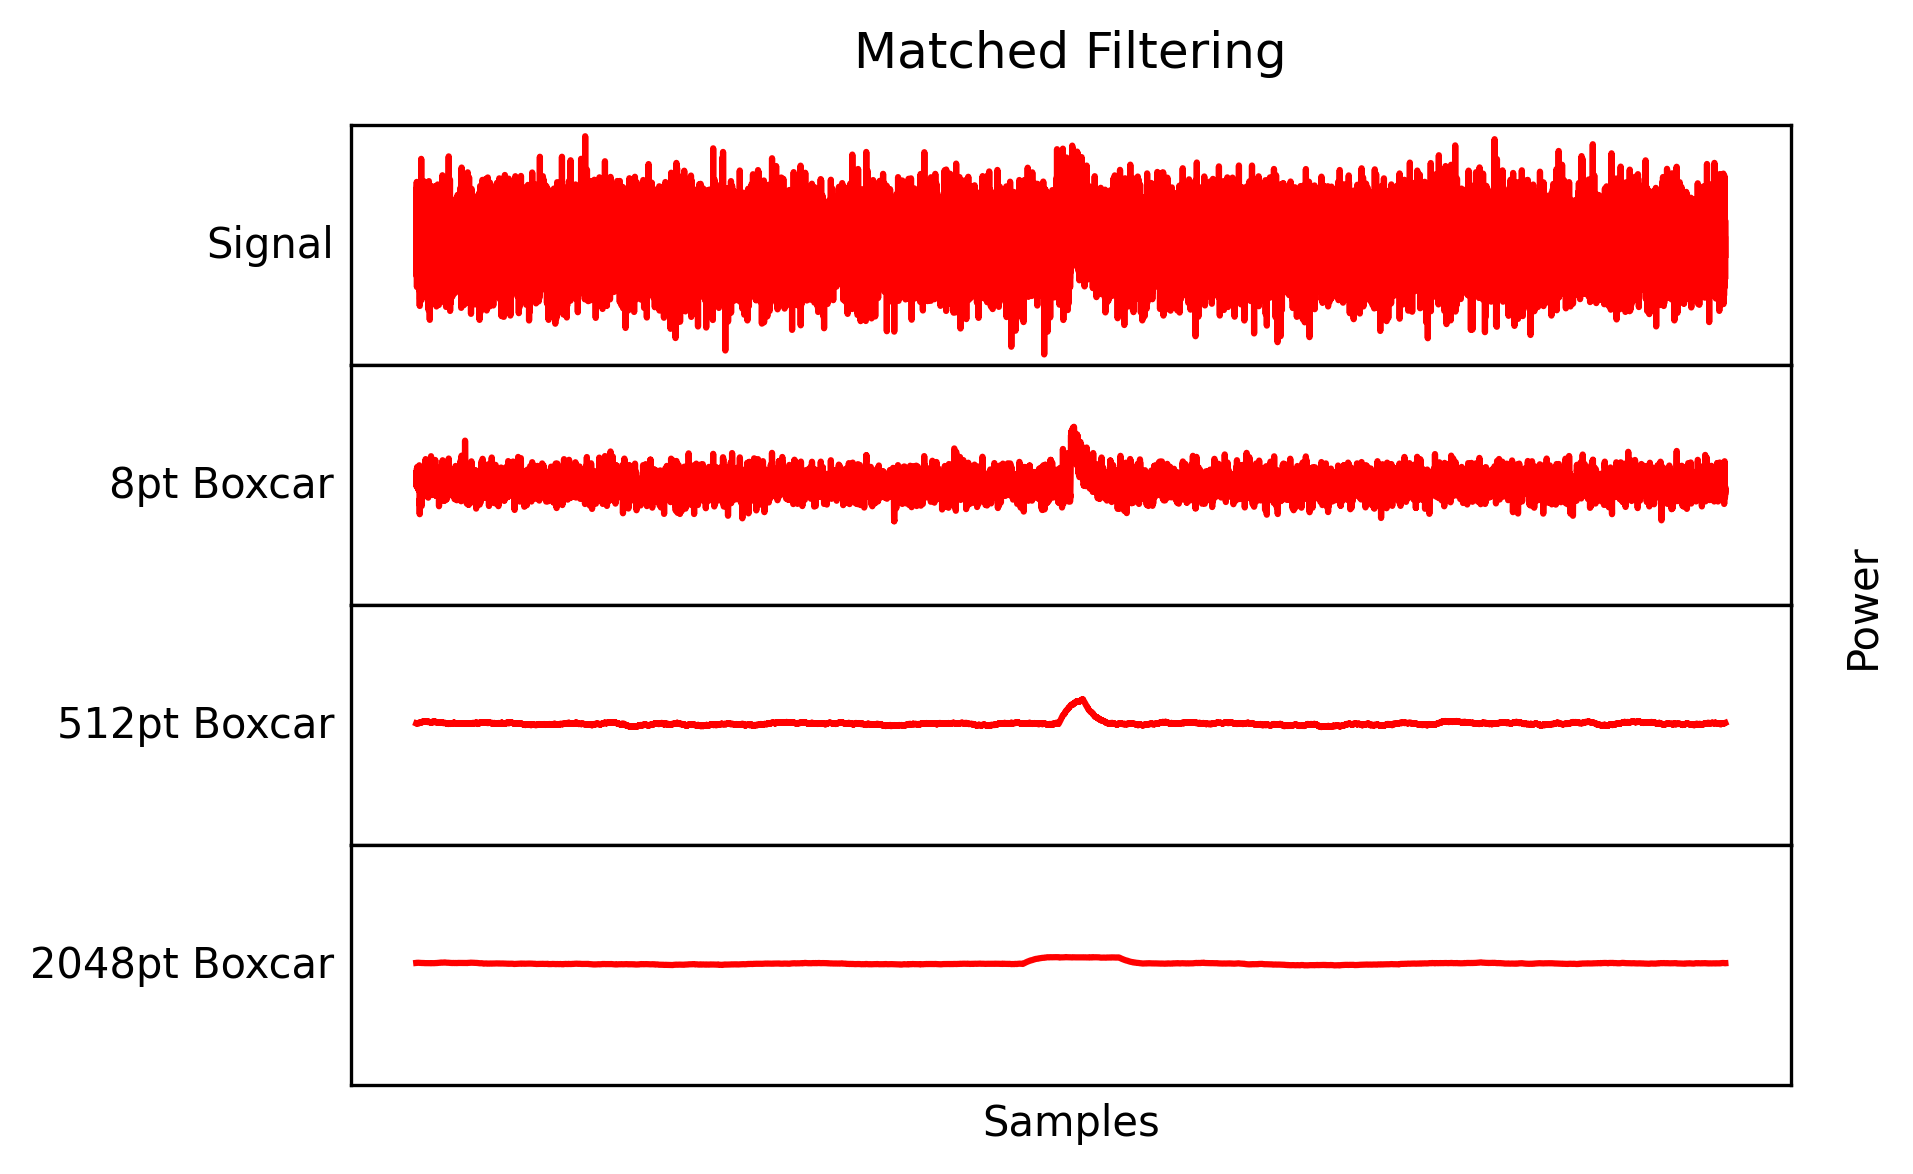 Matched Filtering
Signal
8pt Boxcar
512pt Boxcar
2048pt Boxcar
Power
Samples